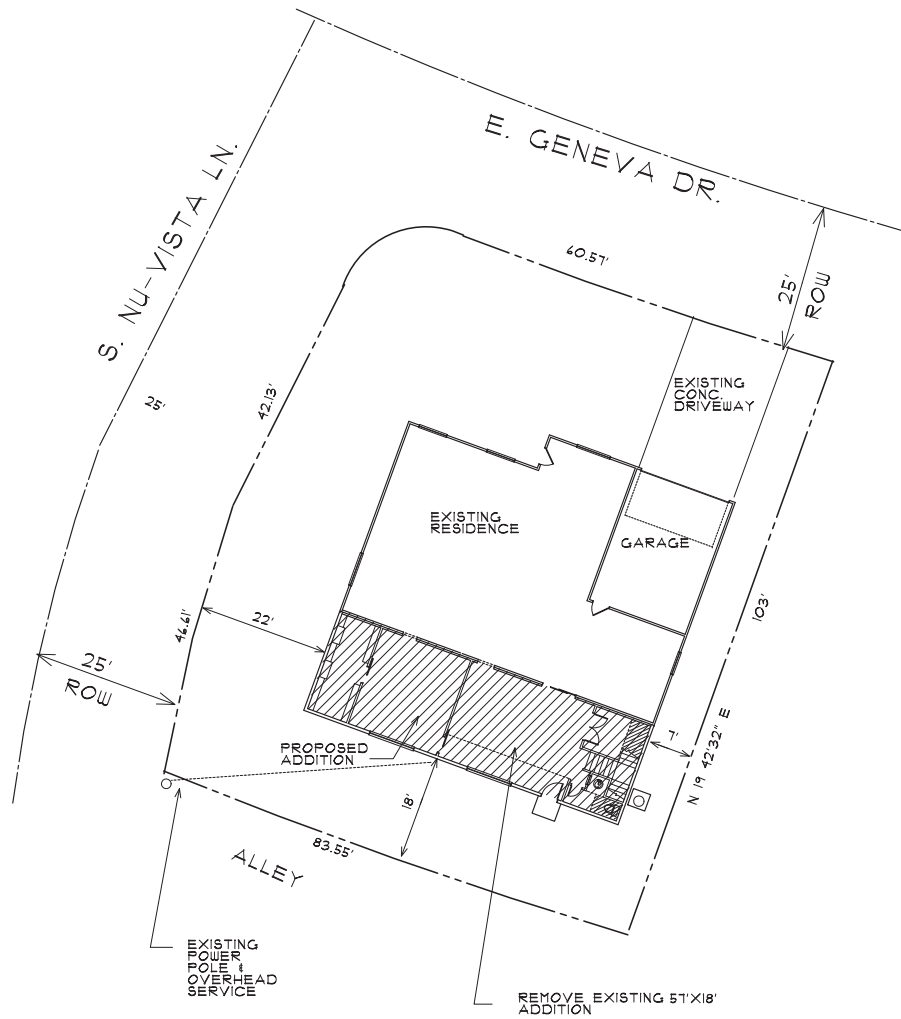 E. GENEVA DR.
S. NU-VISTA LN.
60.57'
25'
ROW
EXISTING
CONC.
DRIVEWAY
42.13'
25'
EXISTING
RESIDENCE
GARAGE
103'
46.61'
22'
25'
ROW
7'
N 19 42'32" E
PROPOSED
ADDITION
18'
83.55'
ALLEY
EXISTING
POWER
POLE &
OVERHEAD
SERVICE
REMOVE EXISTING 57'X18'
ADDITION